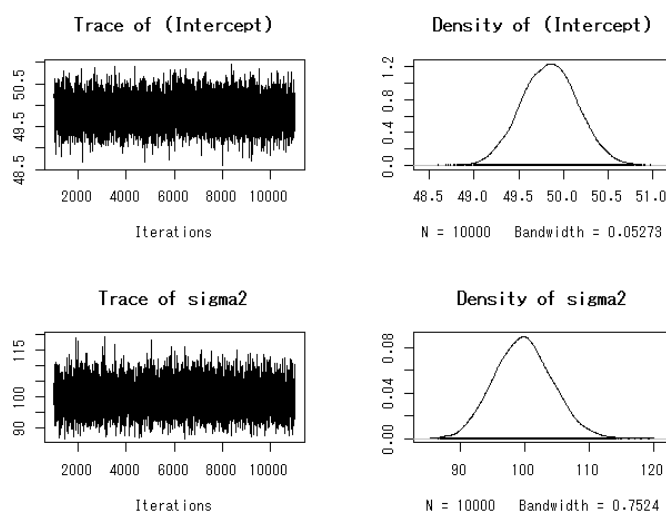 Trace of (Intercept)
Density of (Intercept)
48.5 49.5 50.5
2000 4000 6000 8000 10000
Iterations
0.0 0.4 0.8 1.2
48.5 49.0 49.5 50.0 50.5 51.0
N = 10000 Bandwidth = 0.05273
Trace of sigma2
Density of sigma2
90 100 115
2000 4000 6000 8000 10000
Iterations
0.00 0.04 0.08
90 100 110 120
N = 10000 Bandwidth = 0.7524